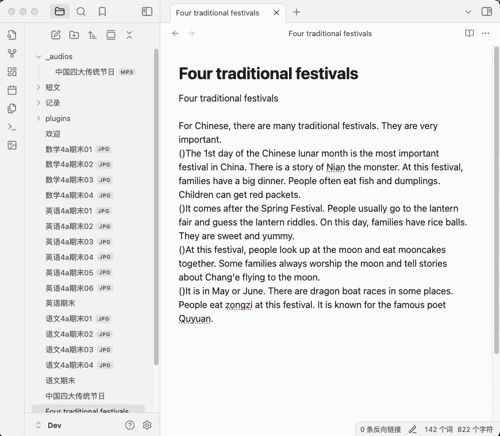 Four traditional festivals
_audios
中国四大传统节日 MP3
短文
记录
plugins
欢迎
数学4a期末01 JPG
数学4a期末02 JPG
数学4a期末03 JPG
数学4a期末04 JPG
英语4a期末01 JPG
英语4a期末02 JPG
英语4a期末03 JPG
英语4a期末04 JPG
英语4a期末05 JPG
英语4a期末06 JPG
英语期末
语文4a期末01 JPG
语文4a期末02 JPG
语文4a期末03 JPG
语文4a期末04 JPG
语文期末
中国四大传统节日
Four traditional festivals
Dev
Four traditional festivals
Four traditional festivals
Four traditional festivals
For Chinese, there are many traditional festivals. They are very
important.
()The 1st day of the Chinese lunar month is the most important
festival in China. There is a story of Nian the monster. At this festival,
families have a big dinner. People often eat fish and dumplings.
Children can get red packets.
()It comes after the Spring Festival. People usually go to the lantern
fair and guess the lantern riddles. On this day, families have rice balls.
They are sweet and yummy.
()At this festival, people look up at the moon and eat mooncakes
together. Some families always worship the moon and tell stories
about Chang'e flying to the moon.
()It is in May or June. There are dragon boat races in some places.
People eat zongzi at this festival. It is known for the famous poet
Quyuan.
0 条反向链接 142 个词 822 个字符